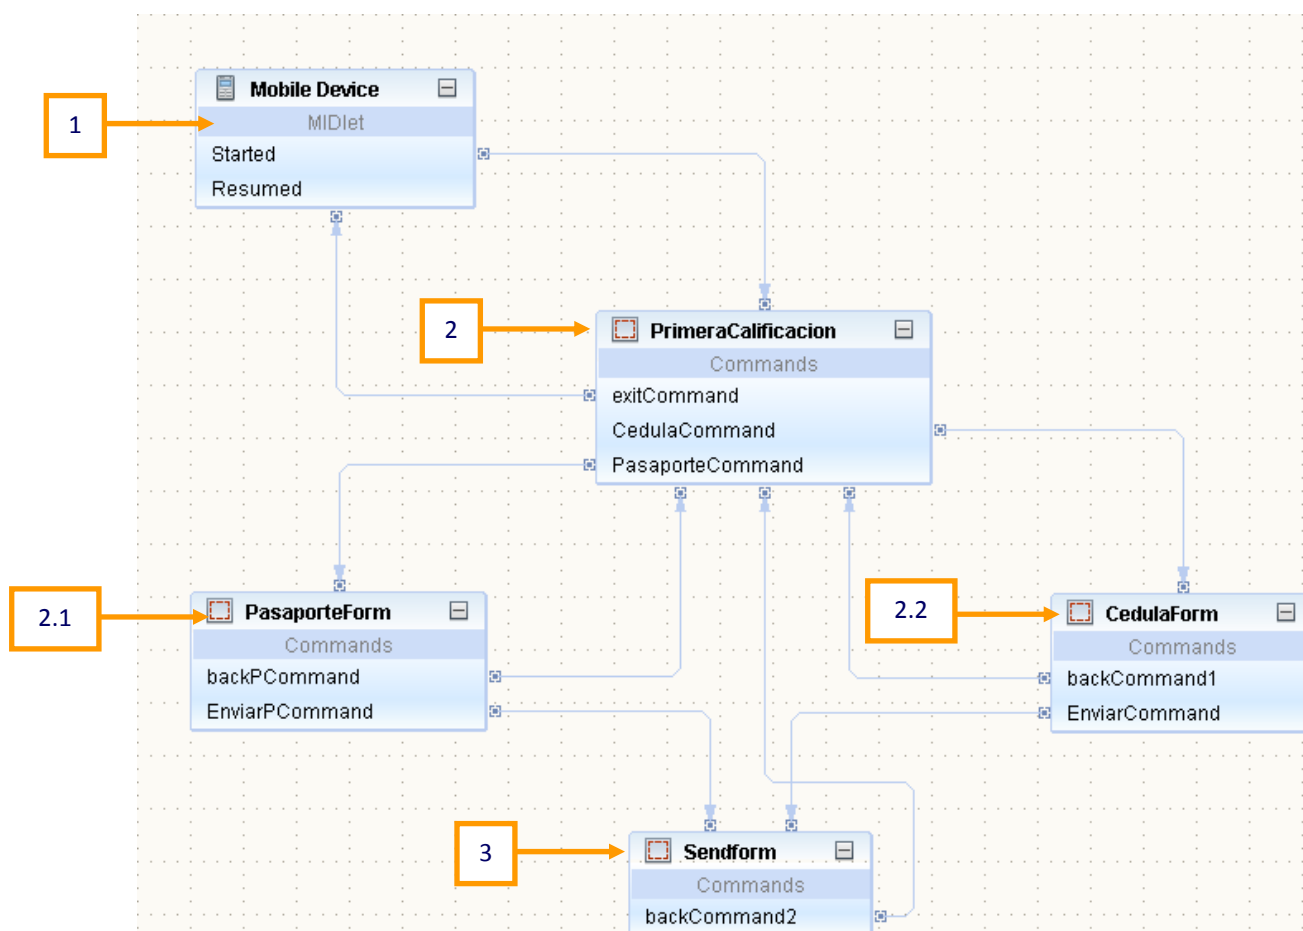 Mobile Device
1
MIDlet
Started
Resumed
2
PrimeraCalificacion
Commands
exitCommand
CedulaCommand
PasaporteCommand
2.1
PasaporteForm
Commands
backPCommand
EnviarPCommand
2.2
CedulaForm
Commands
backCommand1
EnviarCommand
3
Sendform
Commands
backCommand2